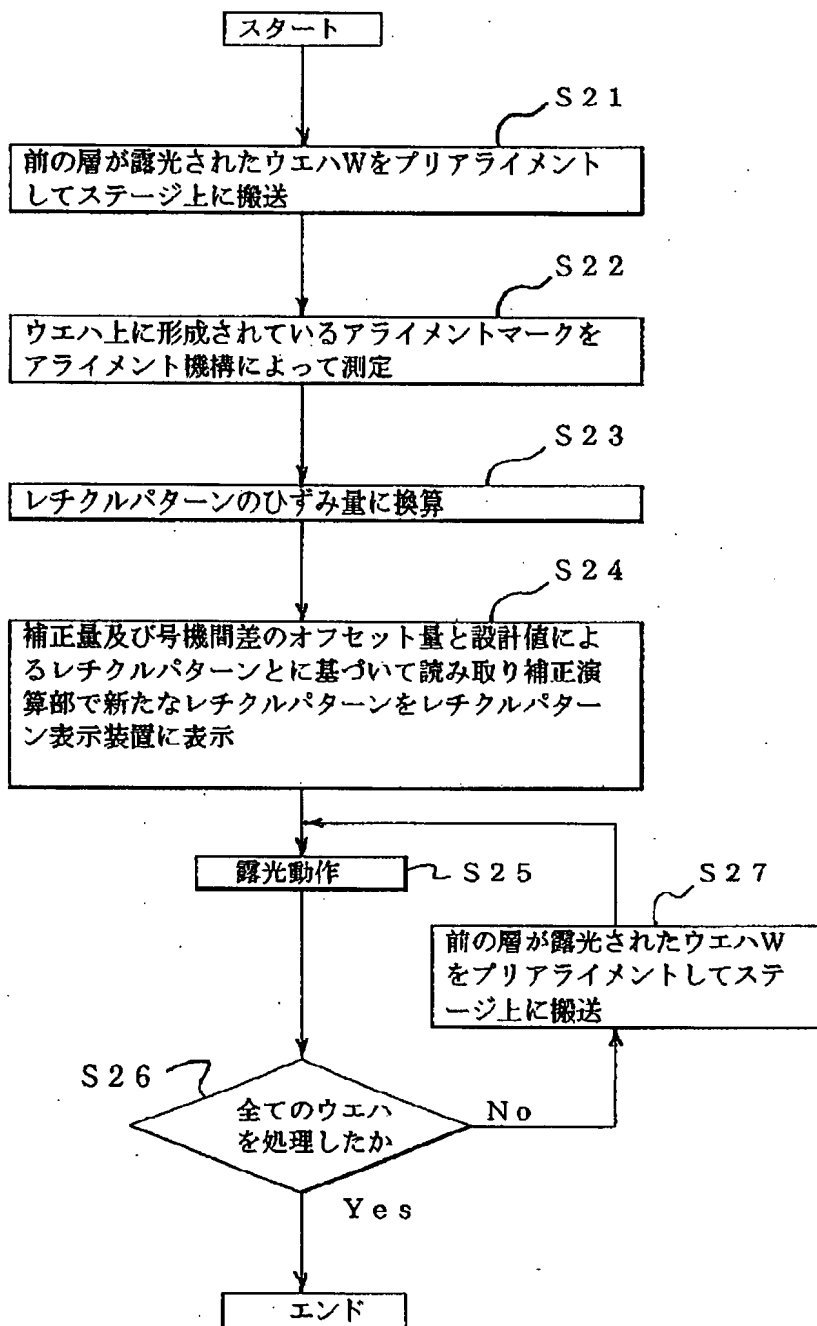 スタート
S21
前の層が露光されたウエハWをプリアライメント
してステージ上に搬送
S22
ウエハ上に形成されているアライメントマークを
アライメント機構によって測定
S23
レチクルパターンのひずみ量に換算
S24
補正量及び号機間差のオフセット量と設計値によ
るレチクルパターンとに基づいて読み取り補正演
算部で新たなレチクルパターンをレチクルパター
ン表示装置に表示
露光動作
S25
S27
前の層が露光されたウエハW
をプリアライメントしてステ
ージ上に搬送
S26
全てのウエハ
を処理したか
No
Yes
エンド